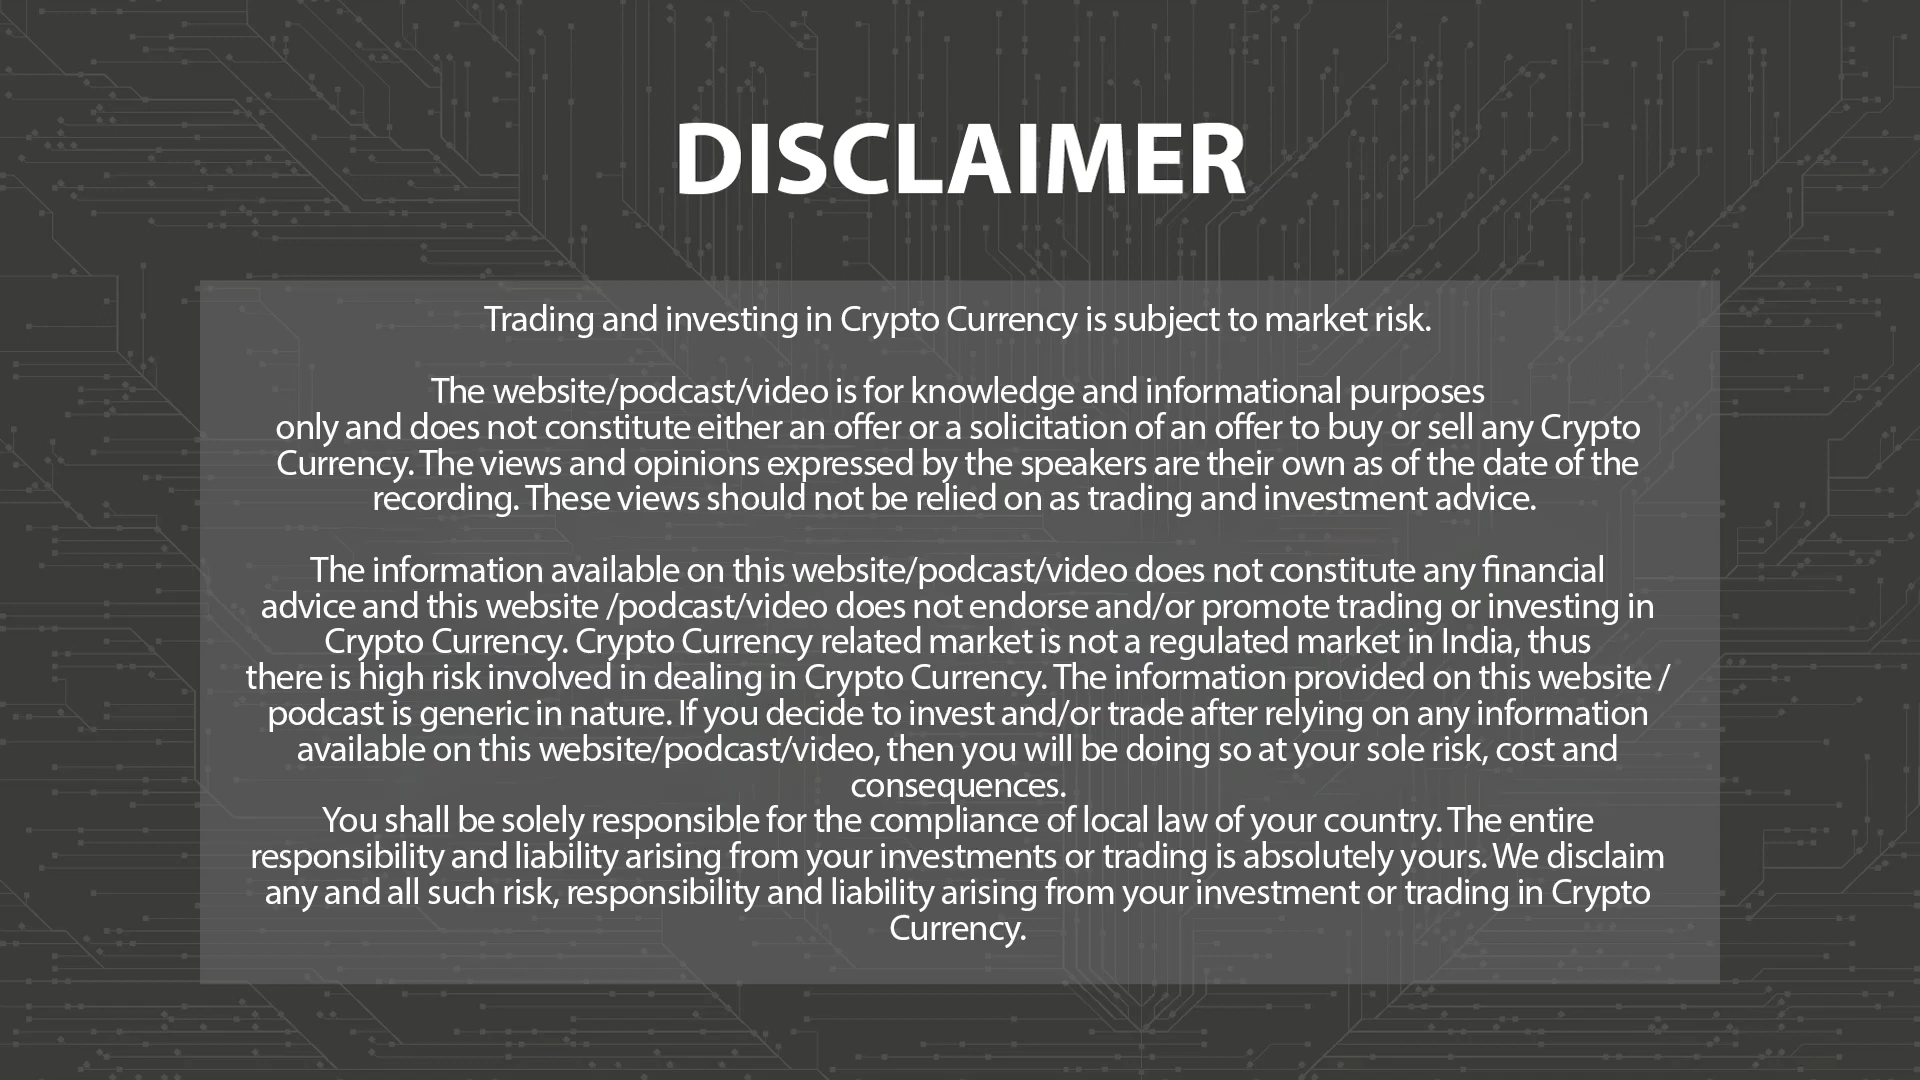 DISCLAIMER
Trading and investing in Crypto Currency is subject to market risk.
The website/podcast/video is for knowledge and informational purposes
only and does not constitute either an offer or a solicitation of an offer to buy or sell any Crypto
Currency. The views and opinions expressed by the speakers are their own as of the date of the
recording. These views should not be relied on as trading and investment advice.
The information available on this website/podcast/video does not constitute any financial
advice and this website /podcast/video does not endorse and/or promote trading or investing in
Crypto Currency. Crypto Currency related market is not a regulated market in India, thus
there is high risk involved in dealing in Crypto Currency. The information provided on this website /
podcast is generic in nature. If you decide to invest and/or trade after relying on any information
available on this website/podcast/video, then you will be doing so at your sole risk, cost and
consequences.
You shall be solely responsible for the compliance of local law of your country. The entire
responsibility and liability arising from your investments or trading is absolutely yours. We disclaim
any and all such risk, responsibility and liability arising from your investment or trading in Crypto
Currency.